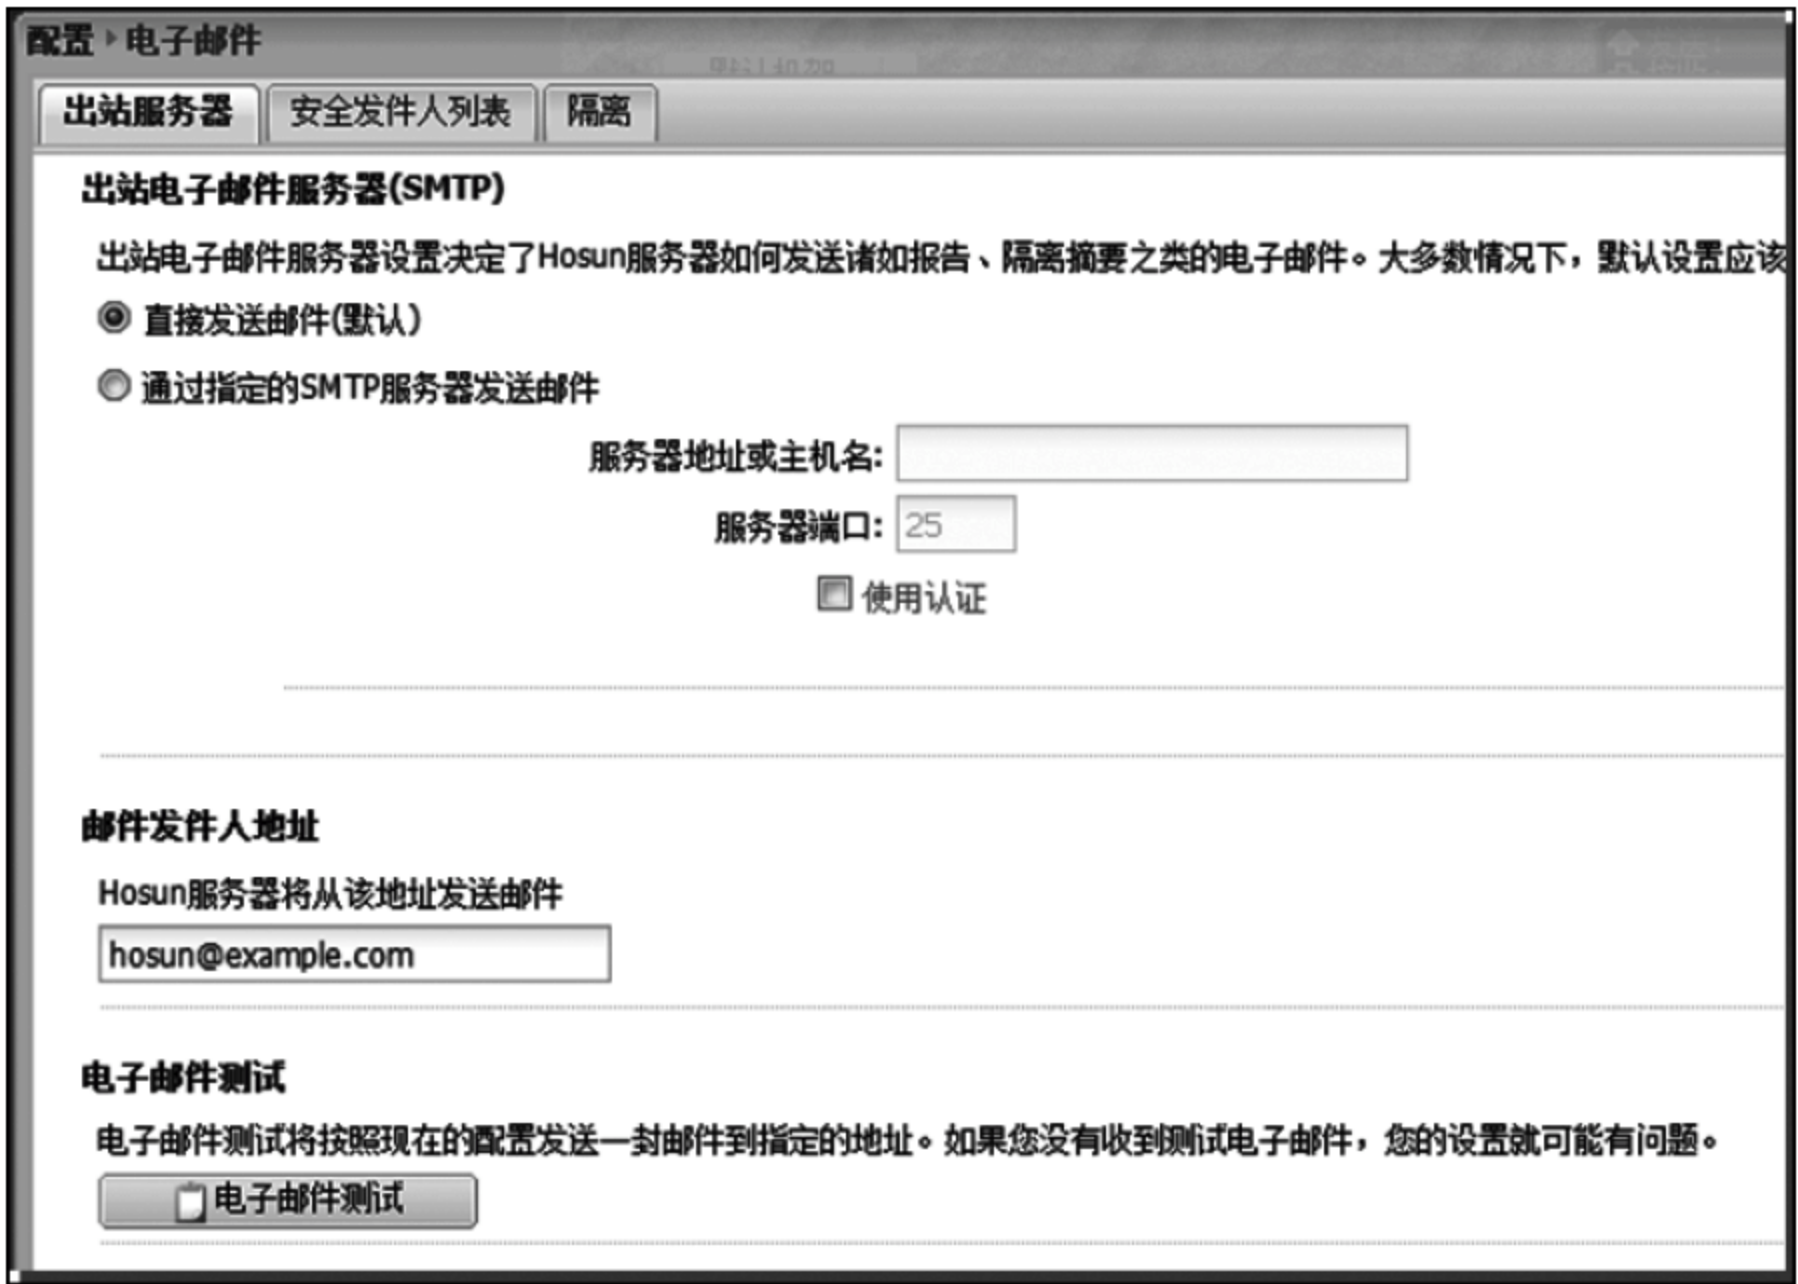 配置 电子邮件
出站服务器 安全发件人列表 隔离
出站电子邮件服务器(SMTP)
出站电子邮件服务器设置决定了Hosun服务器如何发送诸如报告、隔离摘要之类的电子邮件。大多数情况下，默认设置应该
直接发送邮件(默认)
通过指定的SMTP服务器发送邮件
服务器地址或主机名:
服务器端口: 25
使用认证
邮件发件人地址
Hosun服务器将从该地址发送邮件
hosun@example.com
电子邮件测试
电子邮件测试将按照现在的配置发送一封邮件到指定的地址。如果您没有收到测试电子邮件，您的设置就可能有问题。
电子邮件测试